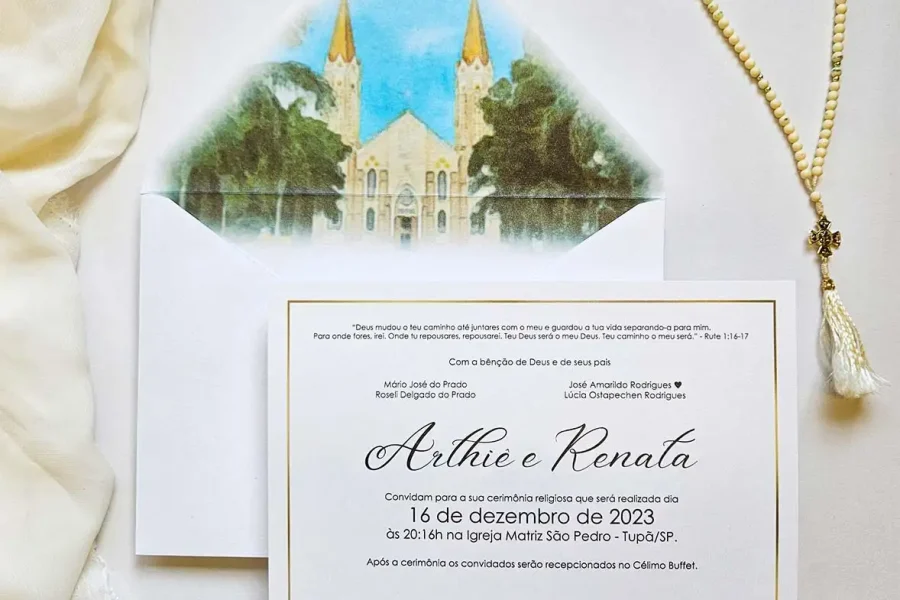 "Deus mudou o teu caminho até juntares com o meu e guardou a tua vida separando-a para mim.
Para onde fores, irei. Onde tu repousares, repousarei. Teu Deus será o meu Deus. Teu caminho o meu será." - Rute 1:16-17
Com a bênção de Deus e de seus pais
Mário José do Prado
Roseli Delgado do Prado
José Amarildo Rodrigues ♥
Lúcia Ostapechen Rodrigues
Arthiê e Renata
Convidam para a sua cerimônia religiosa que será realizada dia
16 de dezembro de 2023
às 20:16h na Igreja Matriz São Pedro - Tupã/SP.
Após a cerimônia os convidados serão recepcionados no Célimo Buffet.